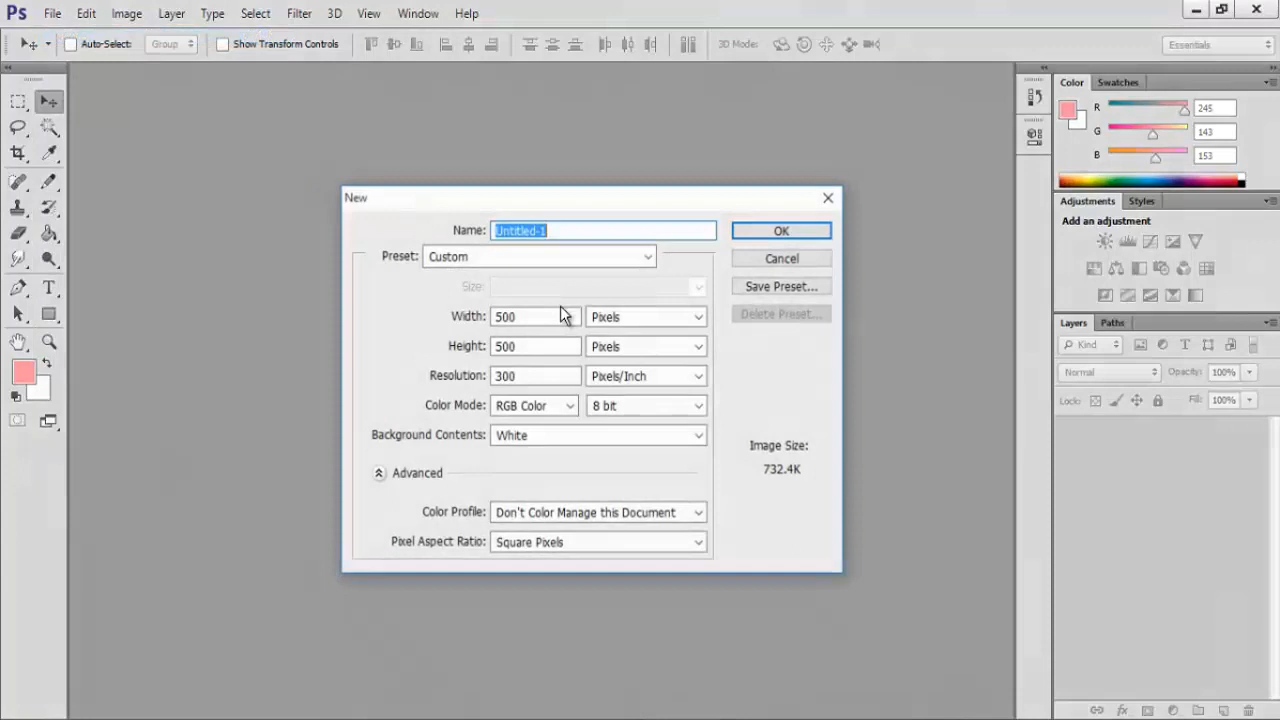 Ps File Edit Image Layer Type Select Filter 3D View Window Help
Auto-Select: Group Show Transform Controls 3D Mode: Essentials
Color Swatches
R 245
G 143
B 153
Adjustments Styles
Add an adjustment
Layers Paths
Kind
Normal Opacity: 100%
Lock: Fill: 100%
New
Name: Untitled-1 OK
Preset: Custom Cancel
Size: Save Preset...
Width: 500 Pixels Delete Preset...
Height: 500 Pixels
Resolution: 300 Pixels/Inch
Color Mode: RGB Color 8 bit
Background Contents: White
Image Size:
732.4K
Advanced
Color Profile: Don't Color Manage this Document
Pixel Aspect Ratio: Square Pixels